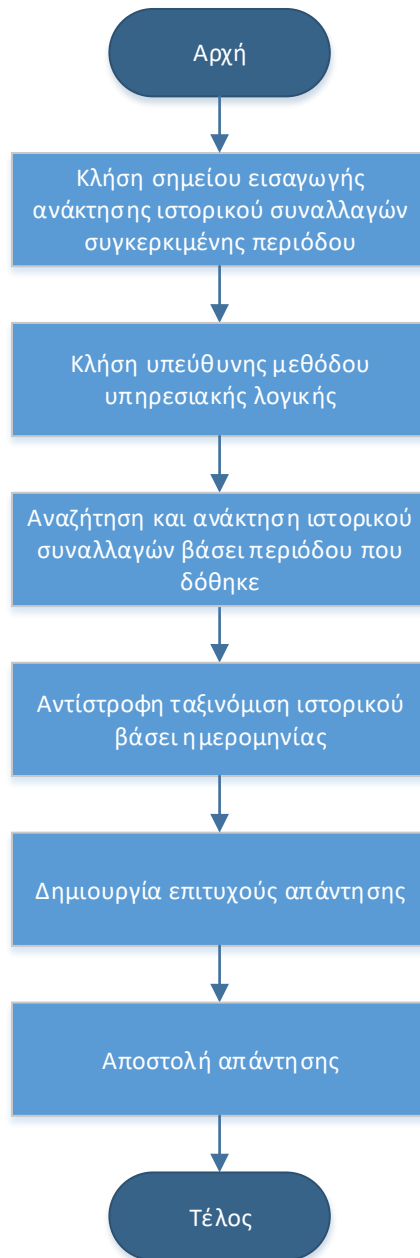 Αρχή
Κλήση σημείου εισαγωγής
ανάκτησης ιστορικού συναλλαγών
συγκερκιμένης περιόδου
Κλήση υπεύθυνης μεθόδου
υπηρεσιακής λογικής
Αναζήτηση και ανάκτηση ιστορικού
συναλλαγών βάσει περιόδου που
δόθηκε
Αντίστροφη ταξινόμιση ιστορικού
βάσει ημερομηνίας
Δημιουργία επιτυχούς απάντησης
Αποστολή απάντησης
Τέλος